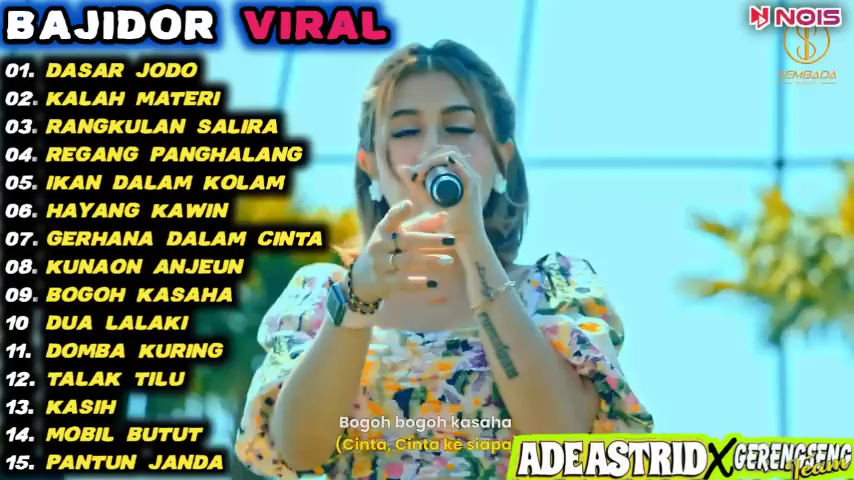 BAJIDOR VIRAL
NOIS
SEMBADA
01. DASAR JODO
02. KALAH MATERI
03. RANGKULAN SALIRA
04. REGANG PANGHALANG
05. IKAN DALAM KOLAM
06. HAYANG KAWIN
07. GERHANA DALAM CINTA
08. KUNAON ANJEUN
09. BOGOH KASAHA
10 DUA LALAKI
11. DOMBA KURING
12. TALAK TILU
13. KASIH
14. MOBIL BUTUT
15. PANTUN JANDA
Bogoh bogoh kasaha
(Cinta, Cinta ke siapa
ADE ASTRID X GERENGSENG Team